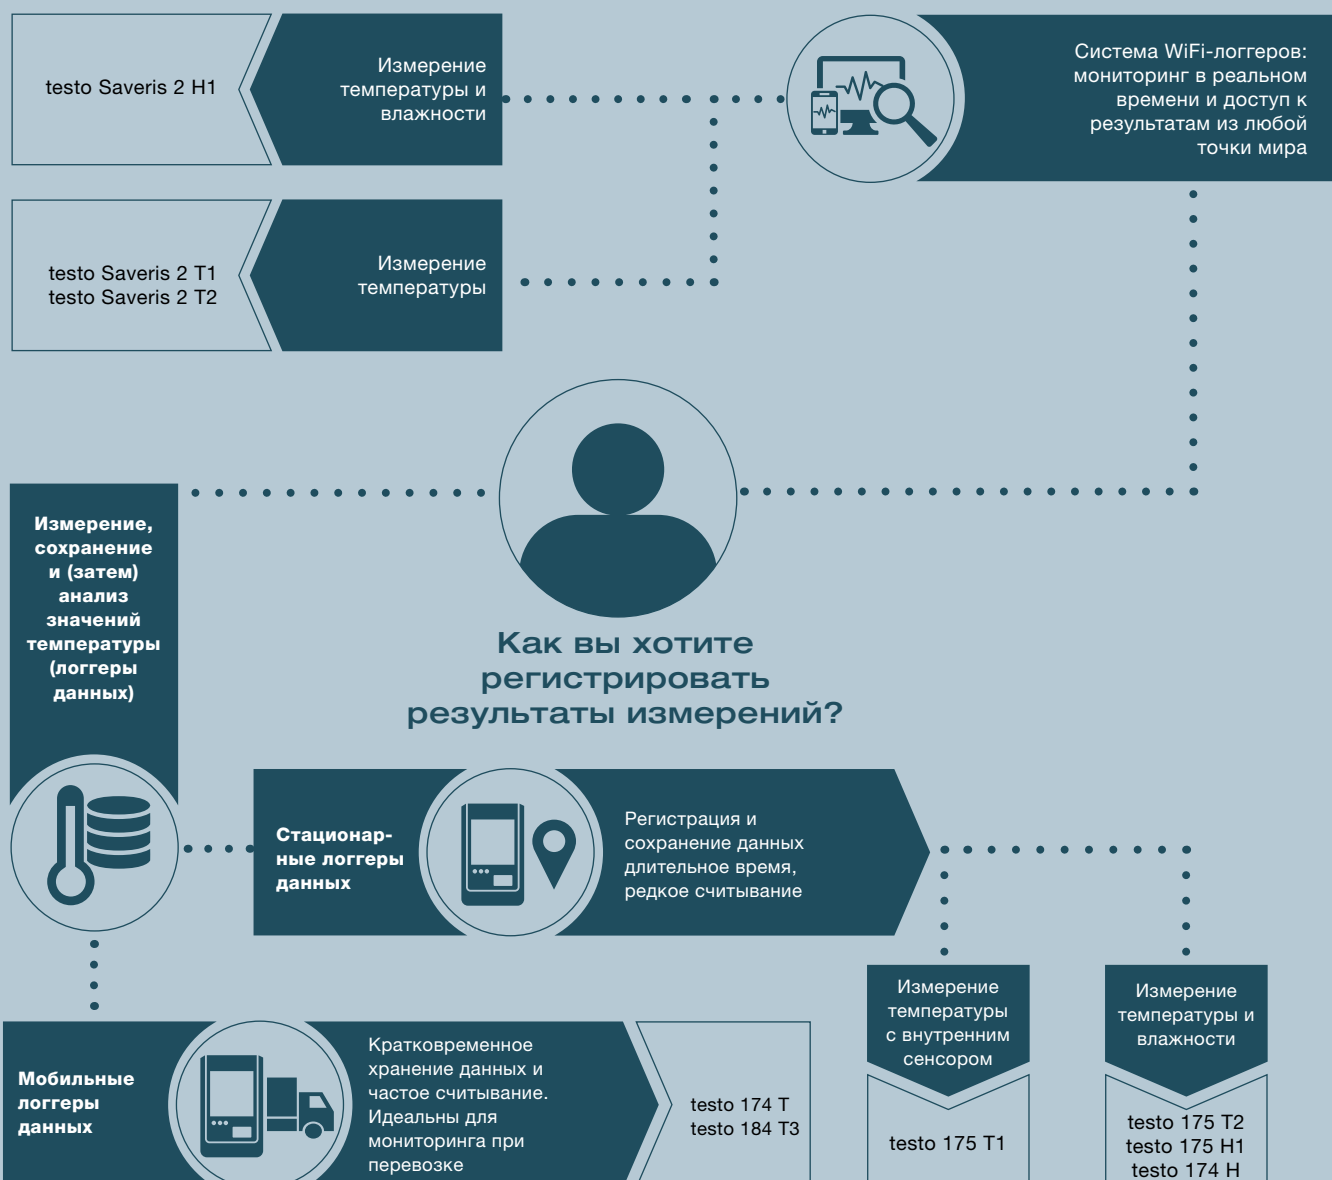 testo Saveris 2 H1
Измерение
температуры и
влажности
Система WiFi-логгеров:
мониторинг в реальном
времени и доступ к
результатам из любой
точки мира
testo Saveris 2 T1
testo Saveris 2 T2
Измерение
температуры
Измерение,
сохранение
и (затем)
анализ
значений
температуры
(логгеры
данных)
Как вы хотите
регистрировать
результаты измерений?
Стационар-
ные логгеры
данных
Регистрация и
сохранение данных
длительное время,
редкое считывание
Измерение
температуры
с внутренним
сенсором
Измерение
температуры и
влажности
Мобильные
логгеры
данных
Кратковременное
хранение данных и
частое считывание.
Идеальны для
мониторинга при
перевозке
testo 174 T
testo 184 T3
testo 175 T1
testo 175 T2
testo 175 H1
testo 174 H